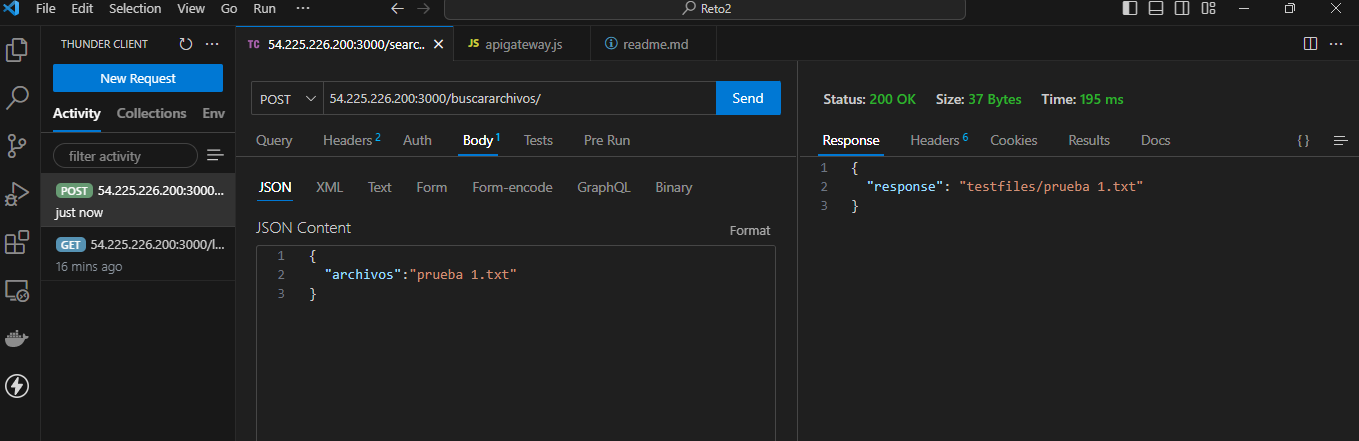 File Edit Selection View Go Run ··· Reto2
THUNDER CLIENT
New Request
Activity Collections Env
filter activity
POST 54.225.226.200:3000...
just now
GET 54.225.226.200:3000/l...
16 mins ago
TC 54.225.226.200:3000/searc.. JS apigateway.js readme.md
POST 54.225.226.200:3000/buscararchivos/ Send
Query Headers 2 Auth Body 1 Tests Pre Run
JSON XML Text Form Form-encode GraphQL Binary
JSON Content
Format
1 {
2 "archivos":"prueba 1.txt"
3 }
Status: 200 OK Size: 37 Bytes Time: 195 ms
Response Headers 6 Cookies Results Docs { }
1 {
2 "response": "testfiles/prueba 1.txt"
3 }